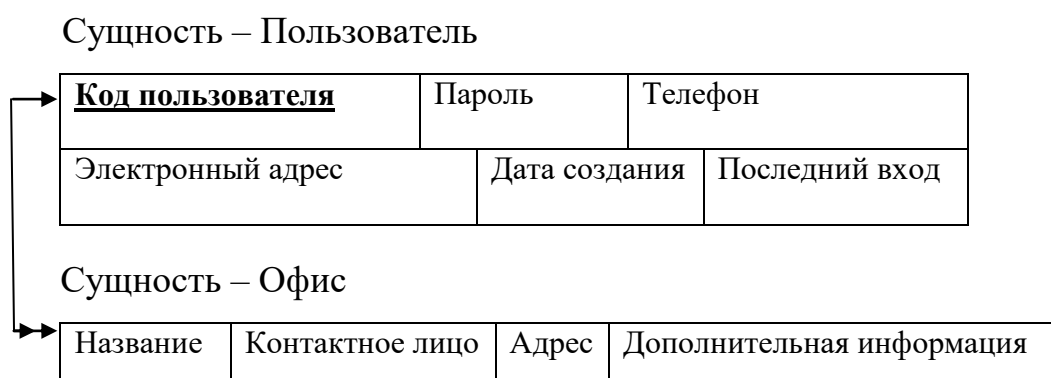 Сущность – Пользователь
Код пользователя Пароль Телефон
Электронный адрес Дата создания Последний вход
Сущность – Офис
Название Контактное лицо Адрес Дополнительная информация